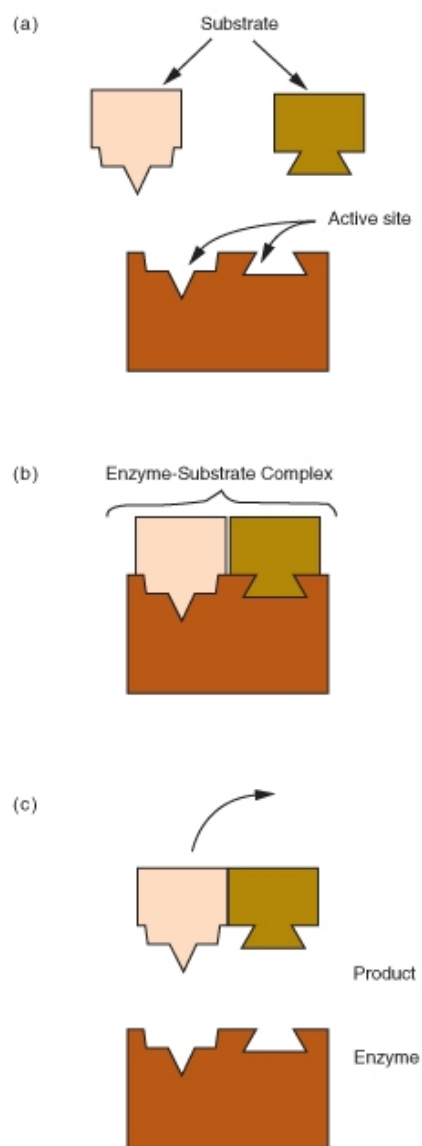 (a)
Substrate
Active site
(b)
Enzyme-Substrate Complex
(c)
Product
Enzyme